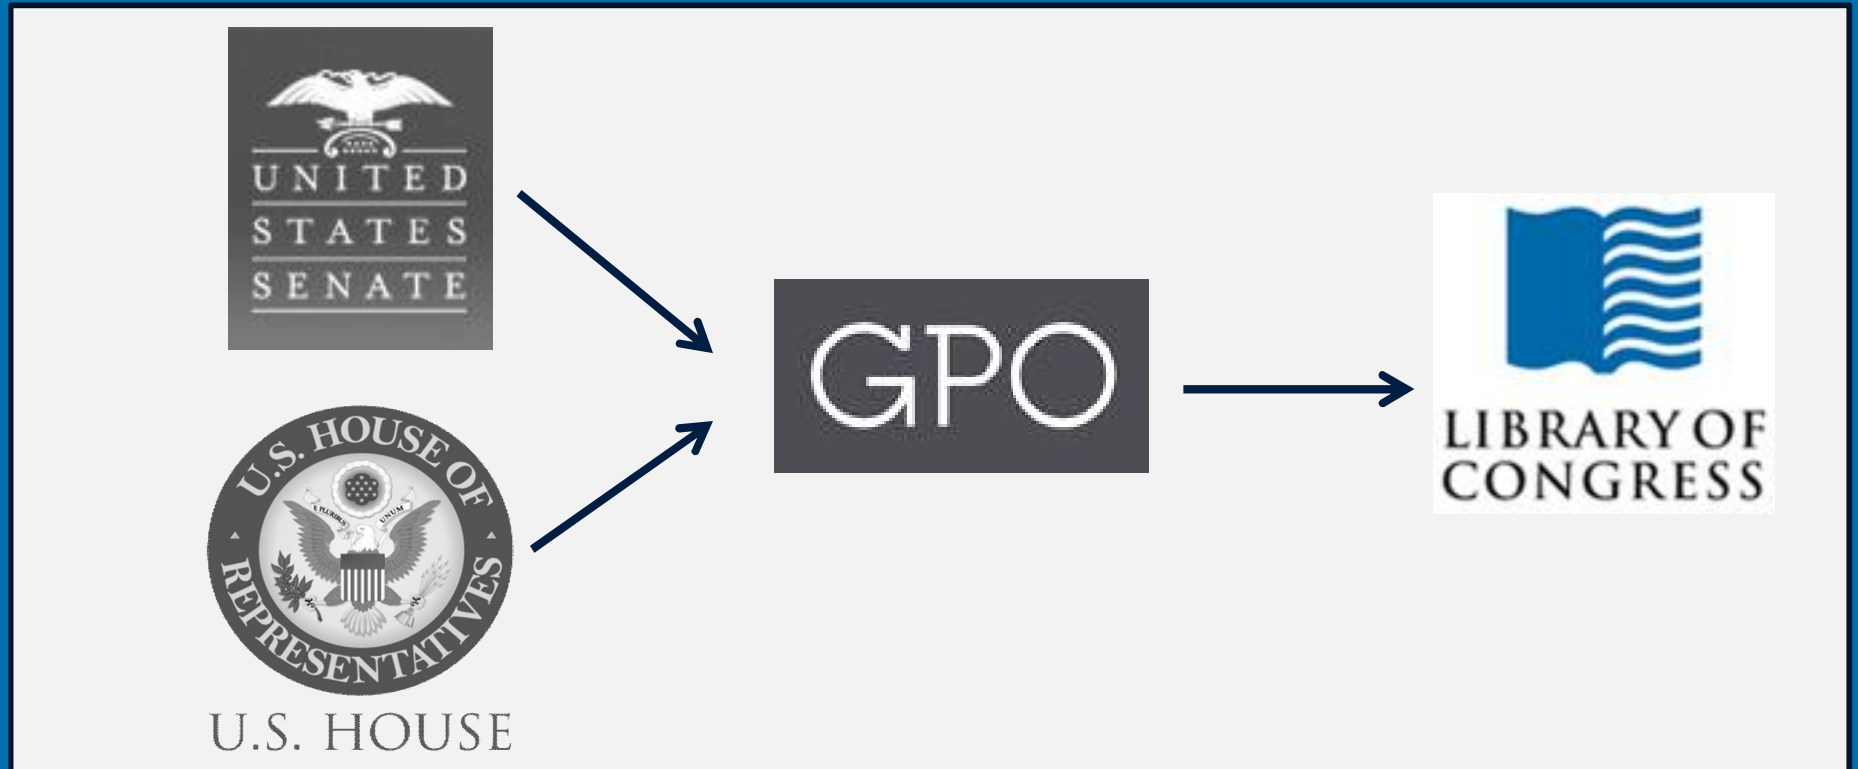 UNITED
STATES
SENATE
U.S. HOUSE OF
REPRESENTATIVES
E PLURIBUS
UNUM
U.S. HOUSE
GPO
LIBRARY OF
CONGRESS